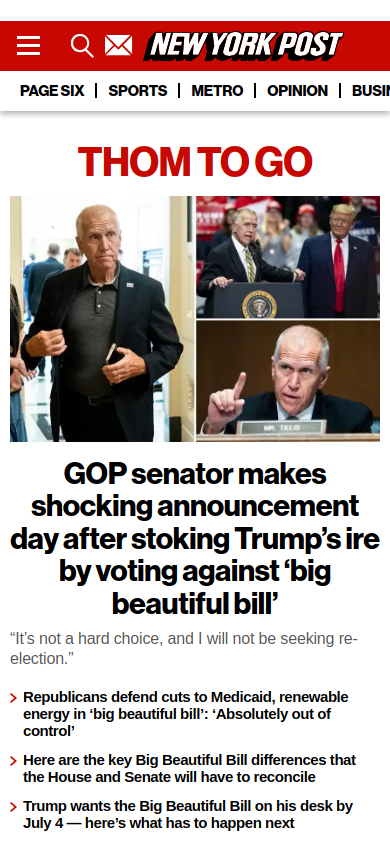 NEW YORK POST
PAGE SIX
SPORTS
METRO
OPINION
BUSIN
THOM TO GO
MR. TILLIS
GOP senator makes
shocking announcement
day after stoking Trump’s ire
by voting against ‘big
beautiful bill’
“It’s not a hard choice, and I will not be seeking re-
election.”
Republicans defend cuts to Medicaid, renewable
energy in ‘big beautiful bill’: ‘Absolutely out of
control’
Here are the key Big Beautiful Bill differences that
the House and Senate will have to reconcile
Trump wants the Big Beautiful Bill on his desk by
July 4 — here’s what has to happen next